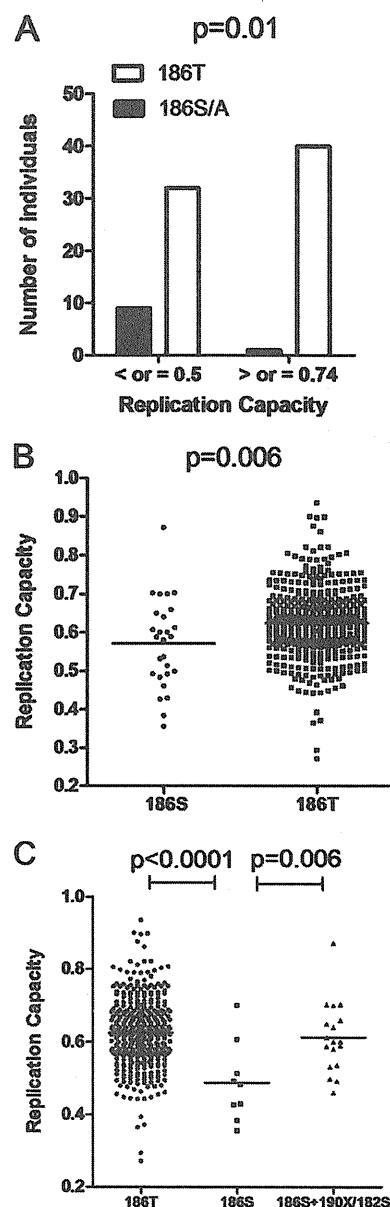 A
p=0.01
186T
186S/A
Number of individuals
50
40
30
20
10
0
< or = 0.5
> or = 0.74
Replication Capacity
B
p=0.006
Replication Capacity
1.0
0.9
0.8
0.7
0.6
0.5
0.4
0.3
0.2
186S
186T
C
p<0.0001
p=0.006
Replication Capacity
1.0
0.8
0.6
0.4
0.2
186T
186S
186S+190X/182S